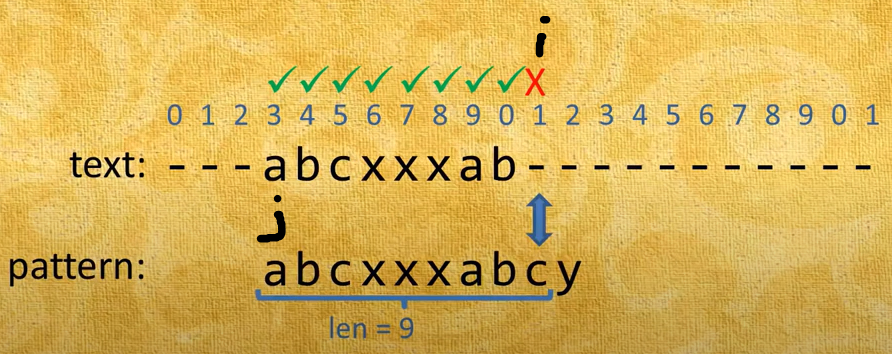 i
✓✓✓✓✓✓✓✓X
0 1 2 3 4 5 6 7 8 9 0 1 2 3 4 5 6 7 8 9 0 1
text: - - - a b c x x x a b - - - - - - - - - - -
j
pattern: a b c x x x a b c y
len = 9